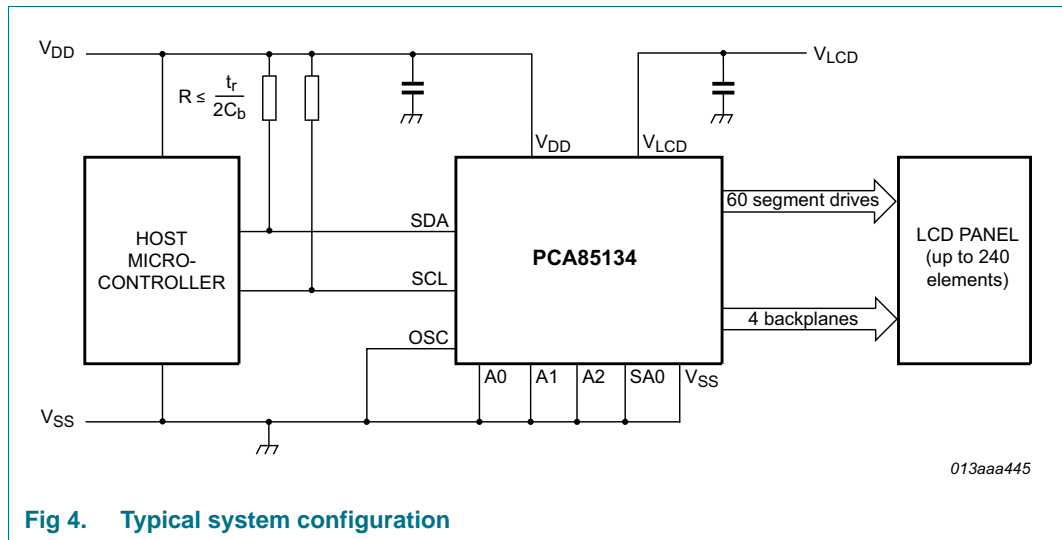 VDD
VLCD
R ≤ tr
2Cb
VDD
VLCD
SDA
SCL
OSC
HOST
MICRO-
CONTROLLER
PCA85134
60 segment drives
4 backplanes
LCD PANEL
(up to 240
elements)
A0 A1 A2 SA0 VSS
VSS
013aaa445
Fig 4. Typical system configuration